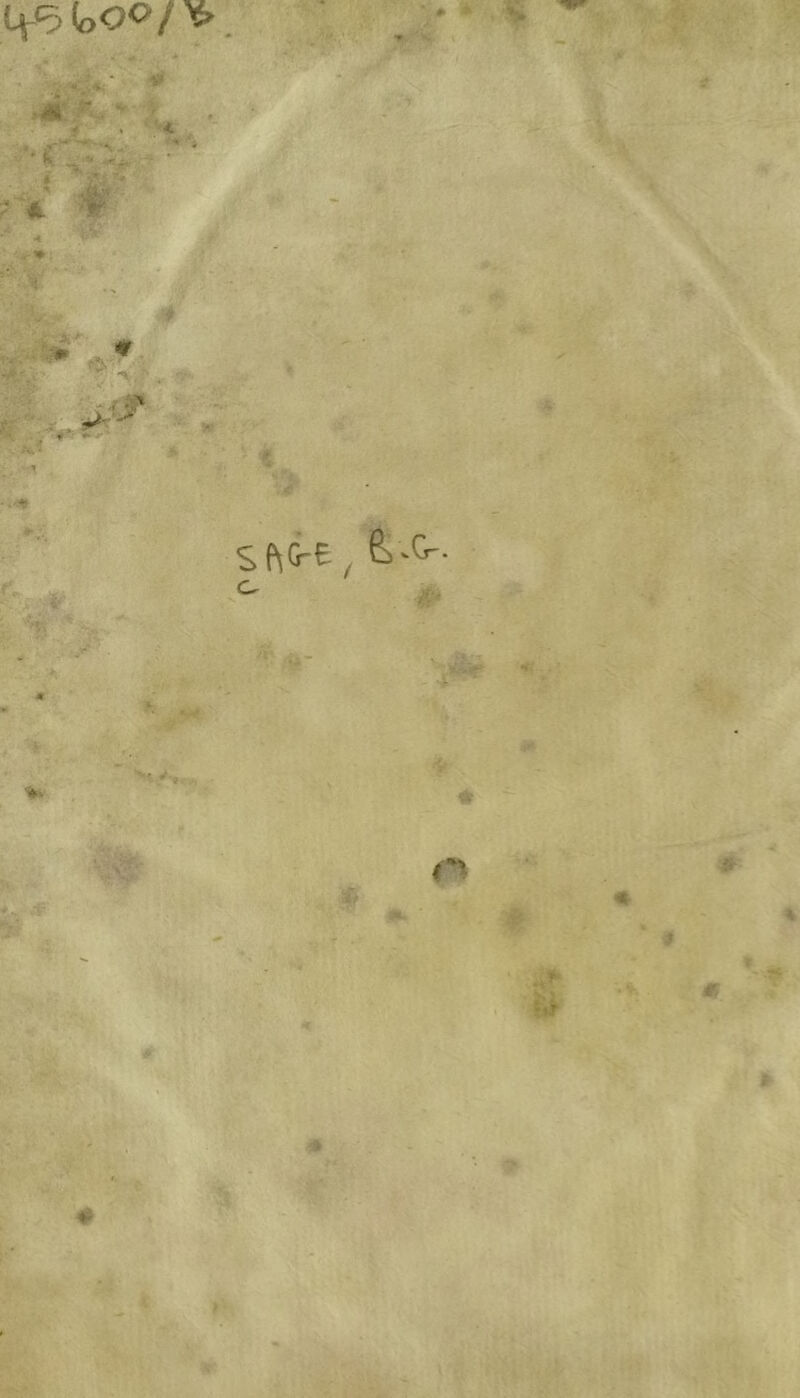 45600/B
SAGE, B.G.
C